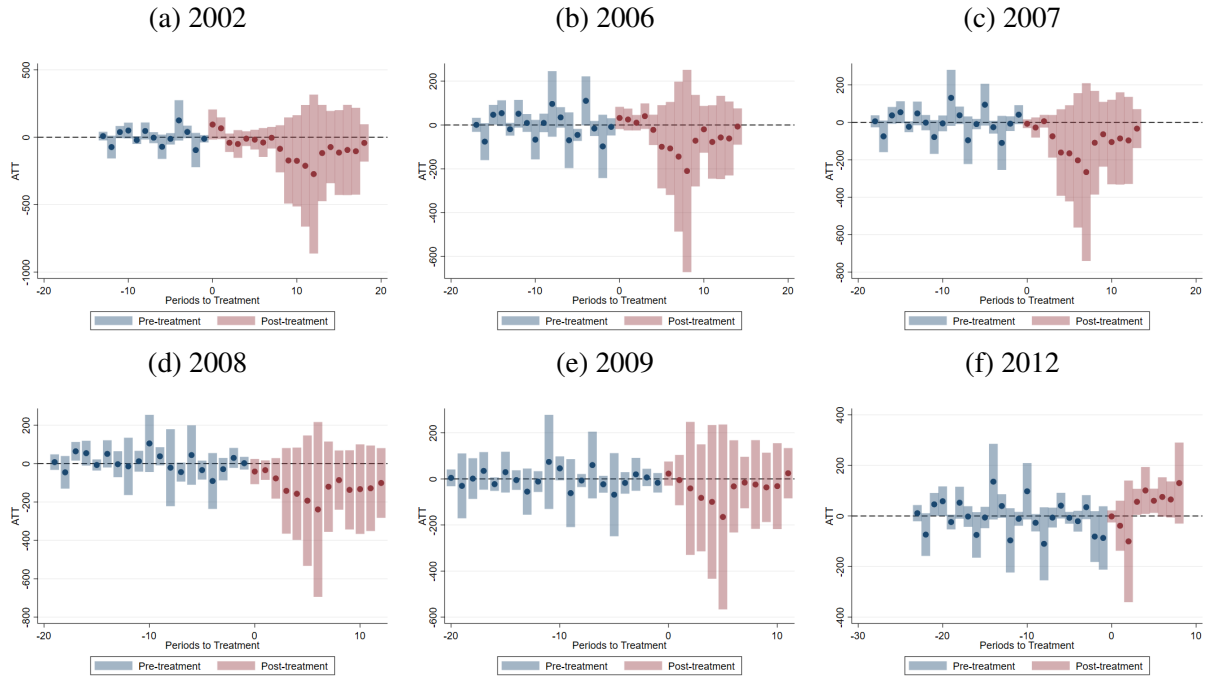 (a) 2002
(b) 2006
(c) 2007
500
0
-500
-1000
ATT
-20
-10
0
10
20
Periods to Treatment
Pre-treatment
Post-treatment
200
0
-200
-400
-600
ATT
-20
-10
0
10
20
Periods to Treatment
Pre-treatment
Post-treatment
200
0
-200
-400
-600
-800
ATT
-20
-10
0
10
20
Periods to Treatment
Pre-treatment
Post-treatment
(d) 2008
(e) 2009
(f) 2012
200
0
-200
-400
-600
-800
ATT
-20
-10
0
10
Periods to Treatment
Pre-treatment
Post-treatment
200
0
-200
-400
-600
ATT
-20
-10
0
10
Periods to Treatment
Pre-treatment
Post-treatment
400
200
0
-200
-400
ATT
-30
-20
-10
0
10
Periods to Treatment
Pre-treatment
Post-treatment